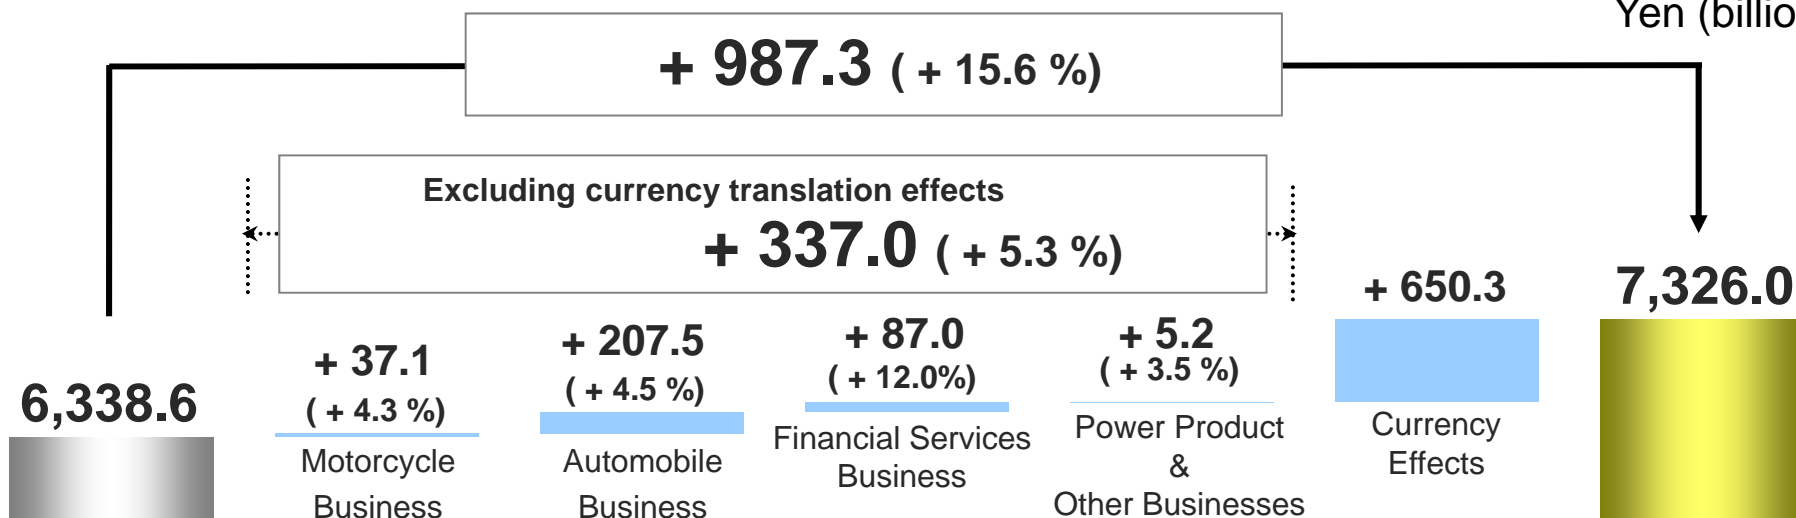 Yen (billio
+ 987.3 ( + 15.6 %)
Excluding currency translation effects
+ 337.0 ( + 5.3 %)
6,338.6
+ 37.1
( + 4.3 %)
Motorcycle
Business
+ 207.5
( + 4.5 %)
Automobile
Business
+ 87.0
( + 12.0%)
Financial Services
Business
+ 5.2
( + 3.5 %)
Power Product
&
Other Businesses
+ 650.3
Currency
Effects
7,326.0